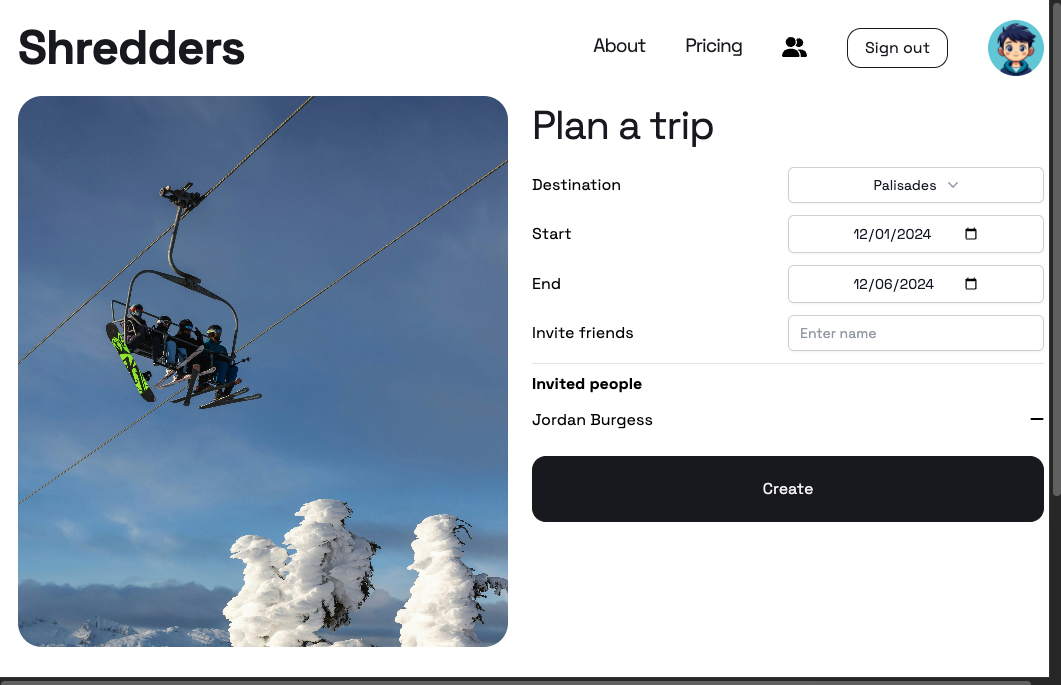 Shredders
About
Pricing
Sign out
Plan a trip
Destination
Palisades
Start
12/01/2024
End
12/06/2024
Invite friends
Enter name
Invited people
Jordan Burgess
Create